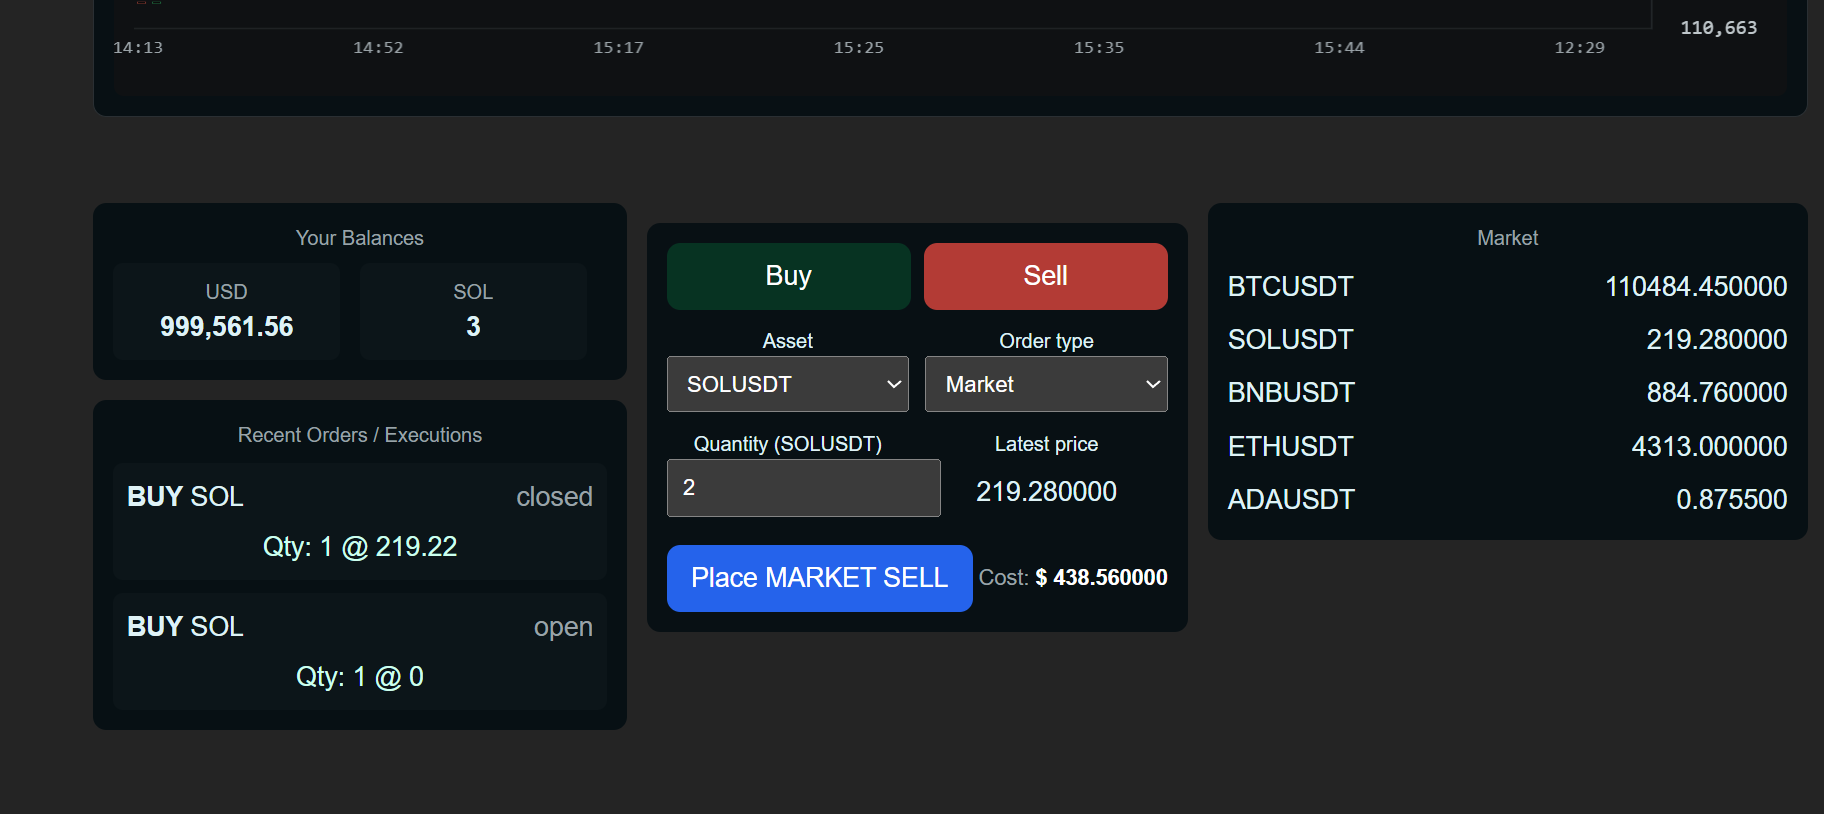 110,663
14:13 14:52 15:17 15:25 15:35 15:44 12:29
Your Balances
USD
999,561.56
SOL
3
Recent Orders / Executions
BUY SOL closed
Qty: 1 @ 219.22
BUY SOL open
Qty: 1 @ 0
Buy
Sell
Asset
SOLUSDT
Order type
Market
Quantity (SOLUSDT)
2
Latest price
219.280000
Place MARKET SELL
Cost: $ 438.560000
Market
BTCUSDT 110484.450000
SOLUSDT 219.280000
BNBUSDT 884.760000
ETHUSDT 4313.000000
ADAUSDT 0.875500